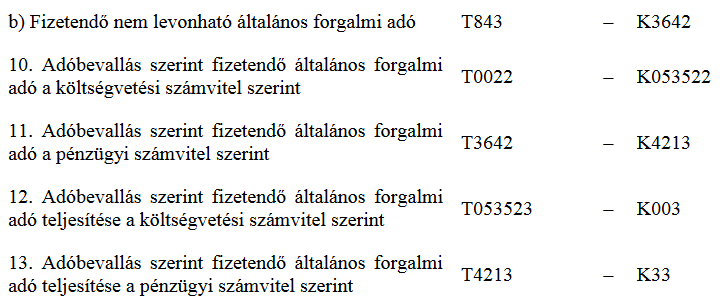 b) Fizetendő nem levonható általános forgalmi adó T843 – K3642
10. Adóbevallás szerint fizetendő általános forgalmi
adó a költségvetési számvitel szerint T0022 – K053522
11. Adóbevallás szerint fizetendő általános forgalmi
adó a pénzügyi számvitel szerint T3642 – K4213
12. Adóbevallás szerint fizetendő általános forgalmi
adó teljesítése a költségvetési számvitel szerint T053523 – K003
13. Adóbevallás szerint fizetendő általános forgalmi
adó teljesítése a pénzügyi számvitel szerint T4213 – K33